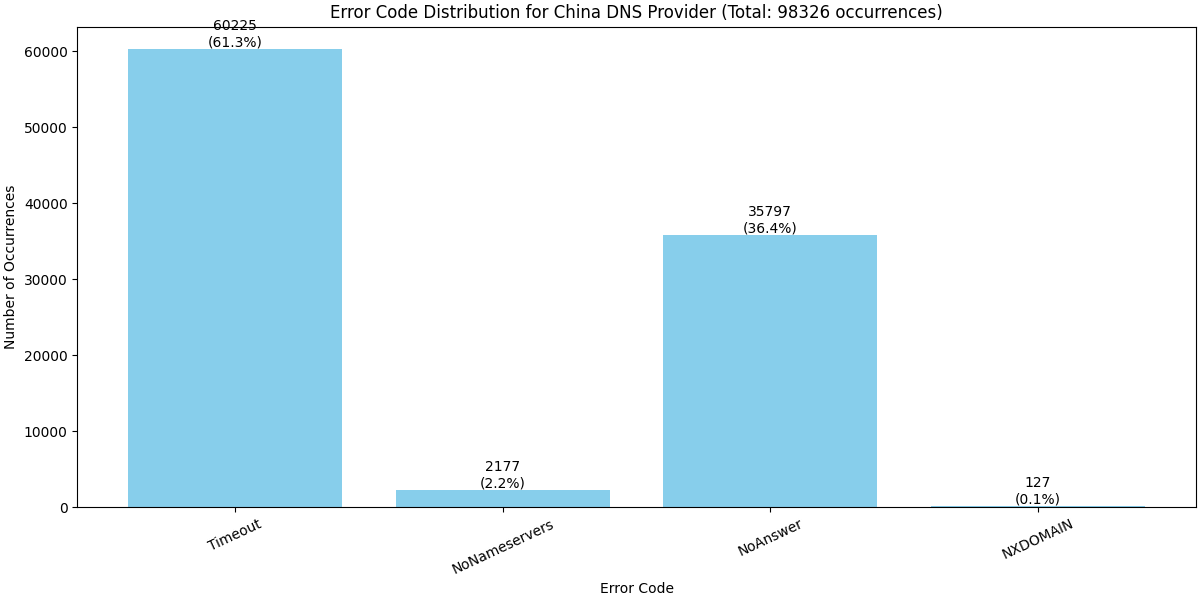 Error Code Distribution for China DNS Provider (Total: 98326 occurrences)
60225
(61.3%)
2177
(2.2%)
35797
(36.4%)
127
(0.1%)
Number of Occurrences
60000
50000
40000
30000
20000
10000
0
Timeout
NoNameservers
NoAnswer
NXDOMAIN
Error Code